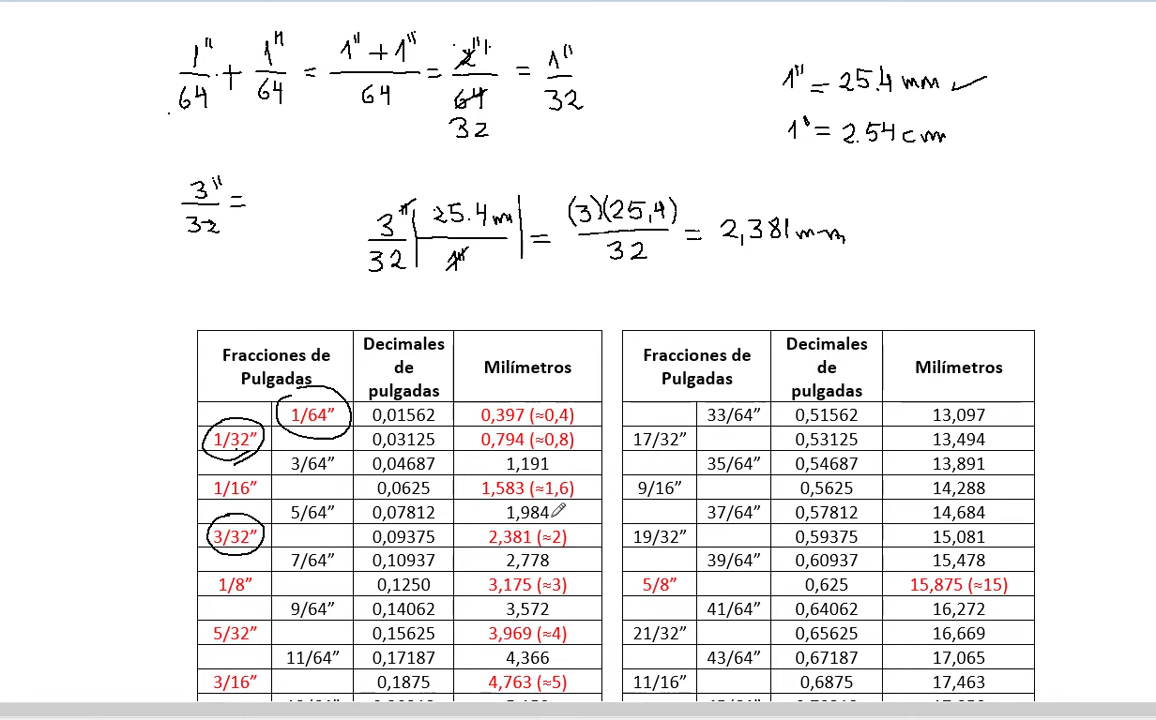 1"/64 + 1"/64 = 1" + 1"/64 = 2"1/64 32 = 1"/32
1" = 25.4 mm ✓
1" = 2.54 cm
3"/32 =
3"/32 | 25.4 m/1" | = (3)(25,4)/32 = 2,381 mm
Fracciones de Pulgadas | Decimales de pulgadas | Milímetros
1/64” 0,01562 0,397 (≈0,4)
1/32” 0,03125 0,794 (≈0,8)
3/64” 0,04687 1,191
1/16” 0,0625 1,583 (≈1,6)
5/64” 0,07812 1,984
3/32” 0,09375 2,381 (≈2)
7/64” 0,10937 2,778
1/8” 0,1250 3,175 (≈3)
9/64” 0,14062 3,572
5/32” 0,15625 3,969 (≈4)
11/64” 0,17187 4,366
3/16” 0,1875 4,763 (≈5)
Fracciones de Pulgadas | Decimales de pulgadas | Milímetros
33/64” 0,51562 13,097
17/32” 0,53125 13,494
35/64” 0,54687 13,891
9/16” 0,5625 14,288
37/64” 0,57812 14,684
19/32” 0,59375 15,081
39/64” 0,60937 15,478
5/8” 0,625 15,875 (≈15)
41/64” 0,64062 16,272
21/32” 0,65625 16,669
43/64” 0,67187 17,065
11/16” 0,6875 17,463